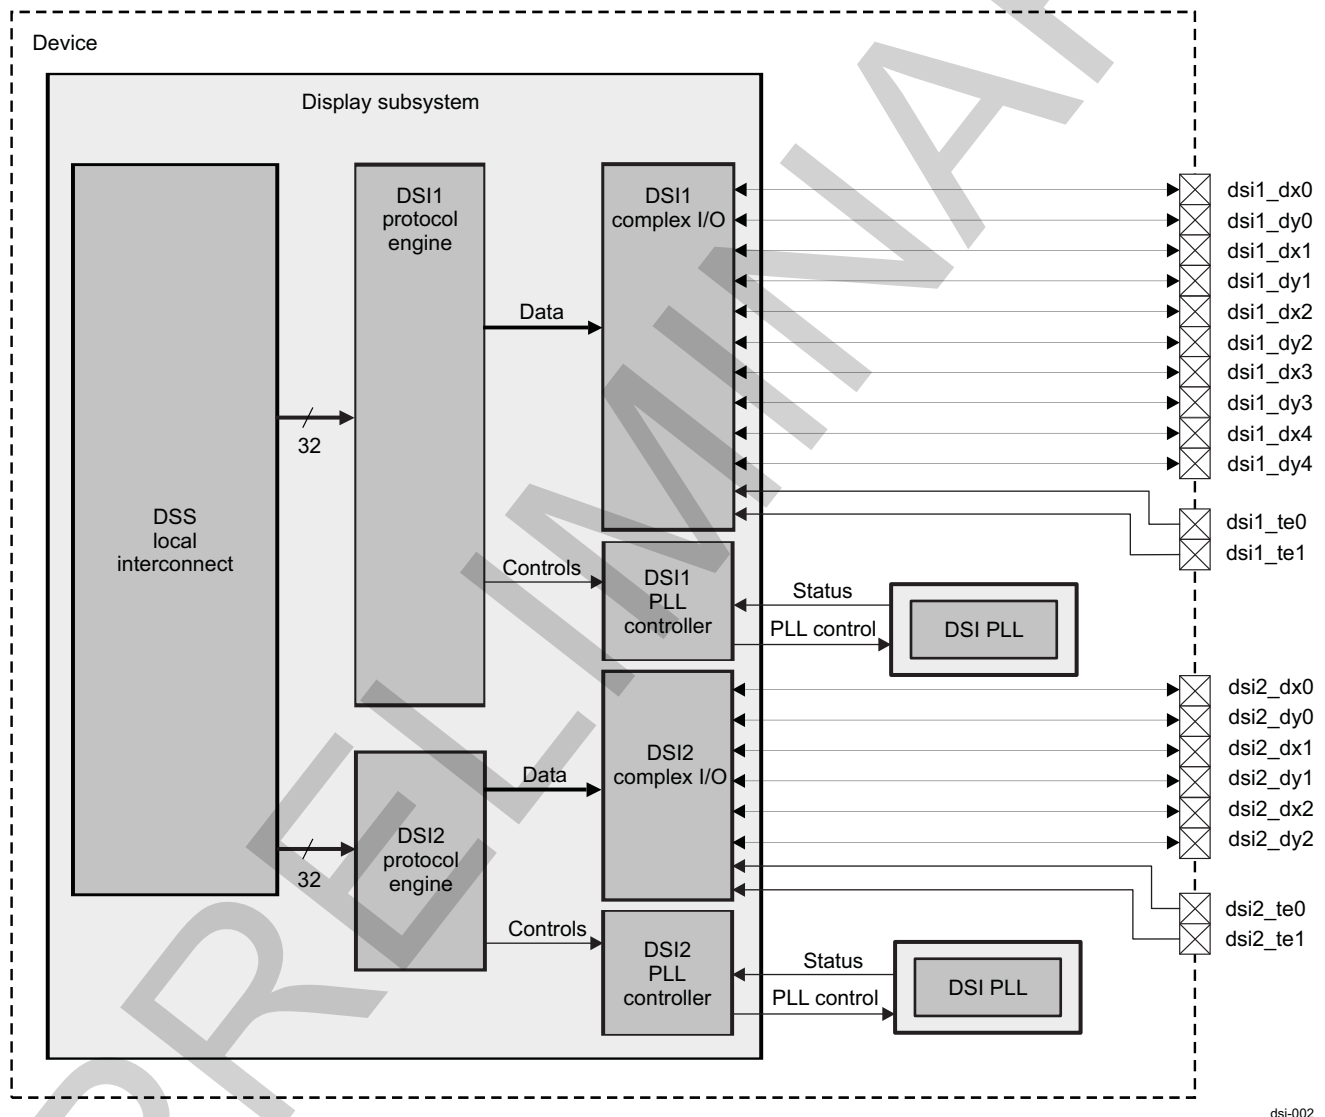 Device
Display subsystem
DSS
local
interconnect
32
32
DSI1
protocol
engine
Data
Controls
DSI1
complex I/O
DSI1
PLL
controller
Status
PLL control
DSI PLL
dsi1_dx0
dsi1_dy0
dsi1_dx1
dsi1_dy1
dsi1_dx2
dsi1_dy2
dsi1_dx3
dsi1_dy3
dsi1_dx4
dsi1_dy4
dsi1_te0
dsi1_te1
DSI2
protocol
engine
Data
Controls
DSI2
complex I/O
DSI2
PLL
controller
Status
PLL control
DSI PLL
dsi2_dx0
dsi2_dy0
dsi2_dx1
dsi2_dy1
dsi2_dx2
dsi2_dy2
dsi2_te0
dsi2_te1
dsi-002
PRELIMINAR